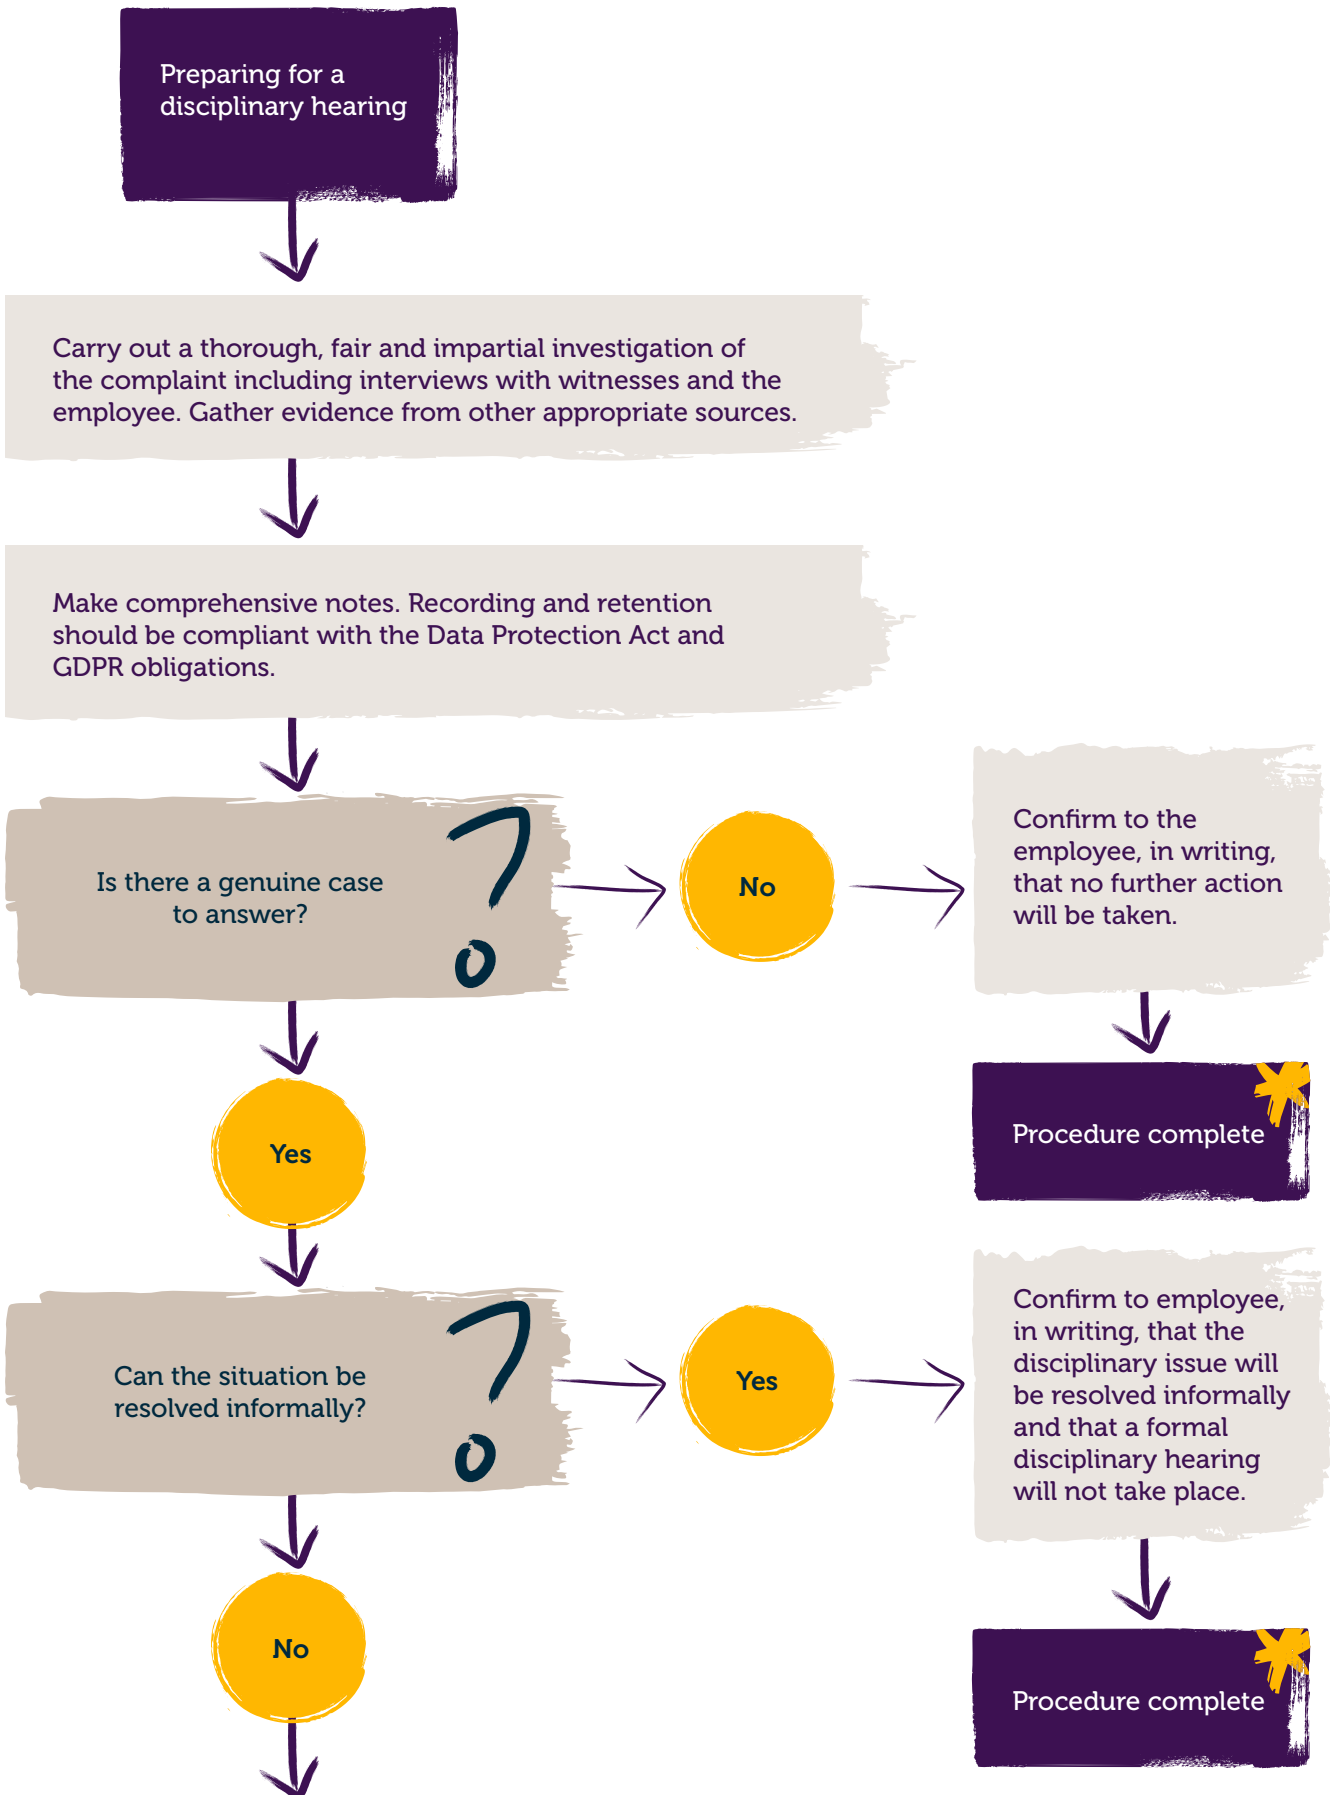 Preparing for a
disciplinary hearing
Carry out a thorough, fair and impartial investigation of
the complaint including interviews with witnesses and the
employee. Gather evidence from other appropriate sources.
Make comprehensive notes. Recording and retention
should be compliant with the Data Protection Act and
GDPR obligations.
Is there a genuine case
to answer?
No
Confirm to the
employee, in writing,
that no further action
will be taken.
Procedure complete
Yes
Can the situation be
resolved informally?
Yes
Confirm to employee,
in writing, that the
disciplinary issue will
be resolved informally
and that a formal
disciplinary hearing
will not take place.
Procedure complete
No